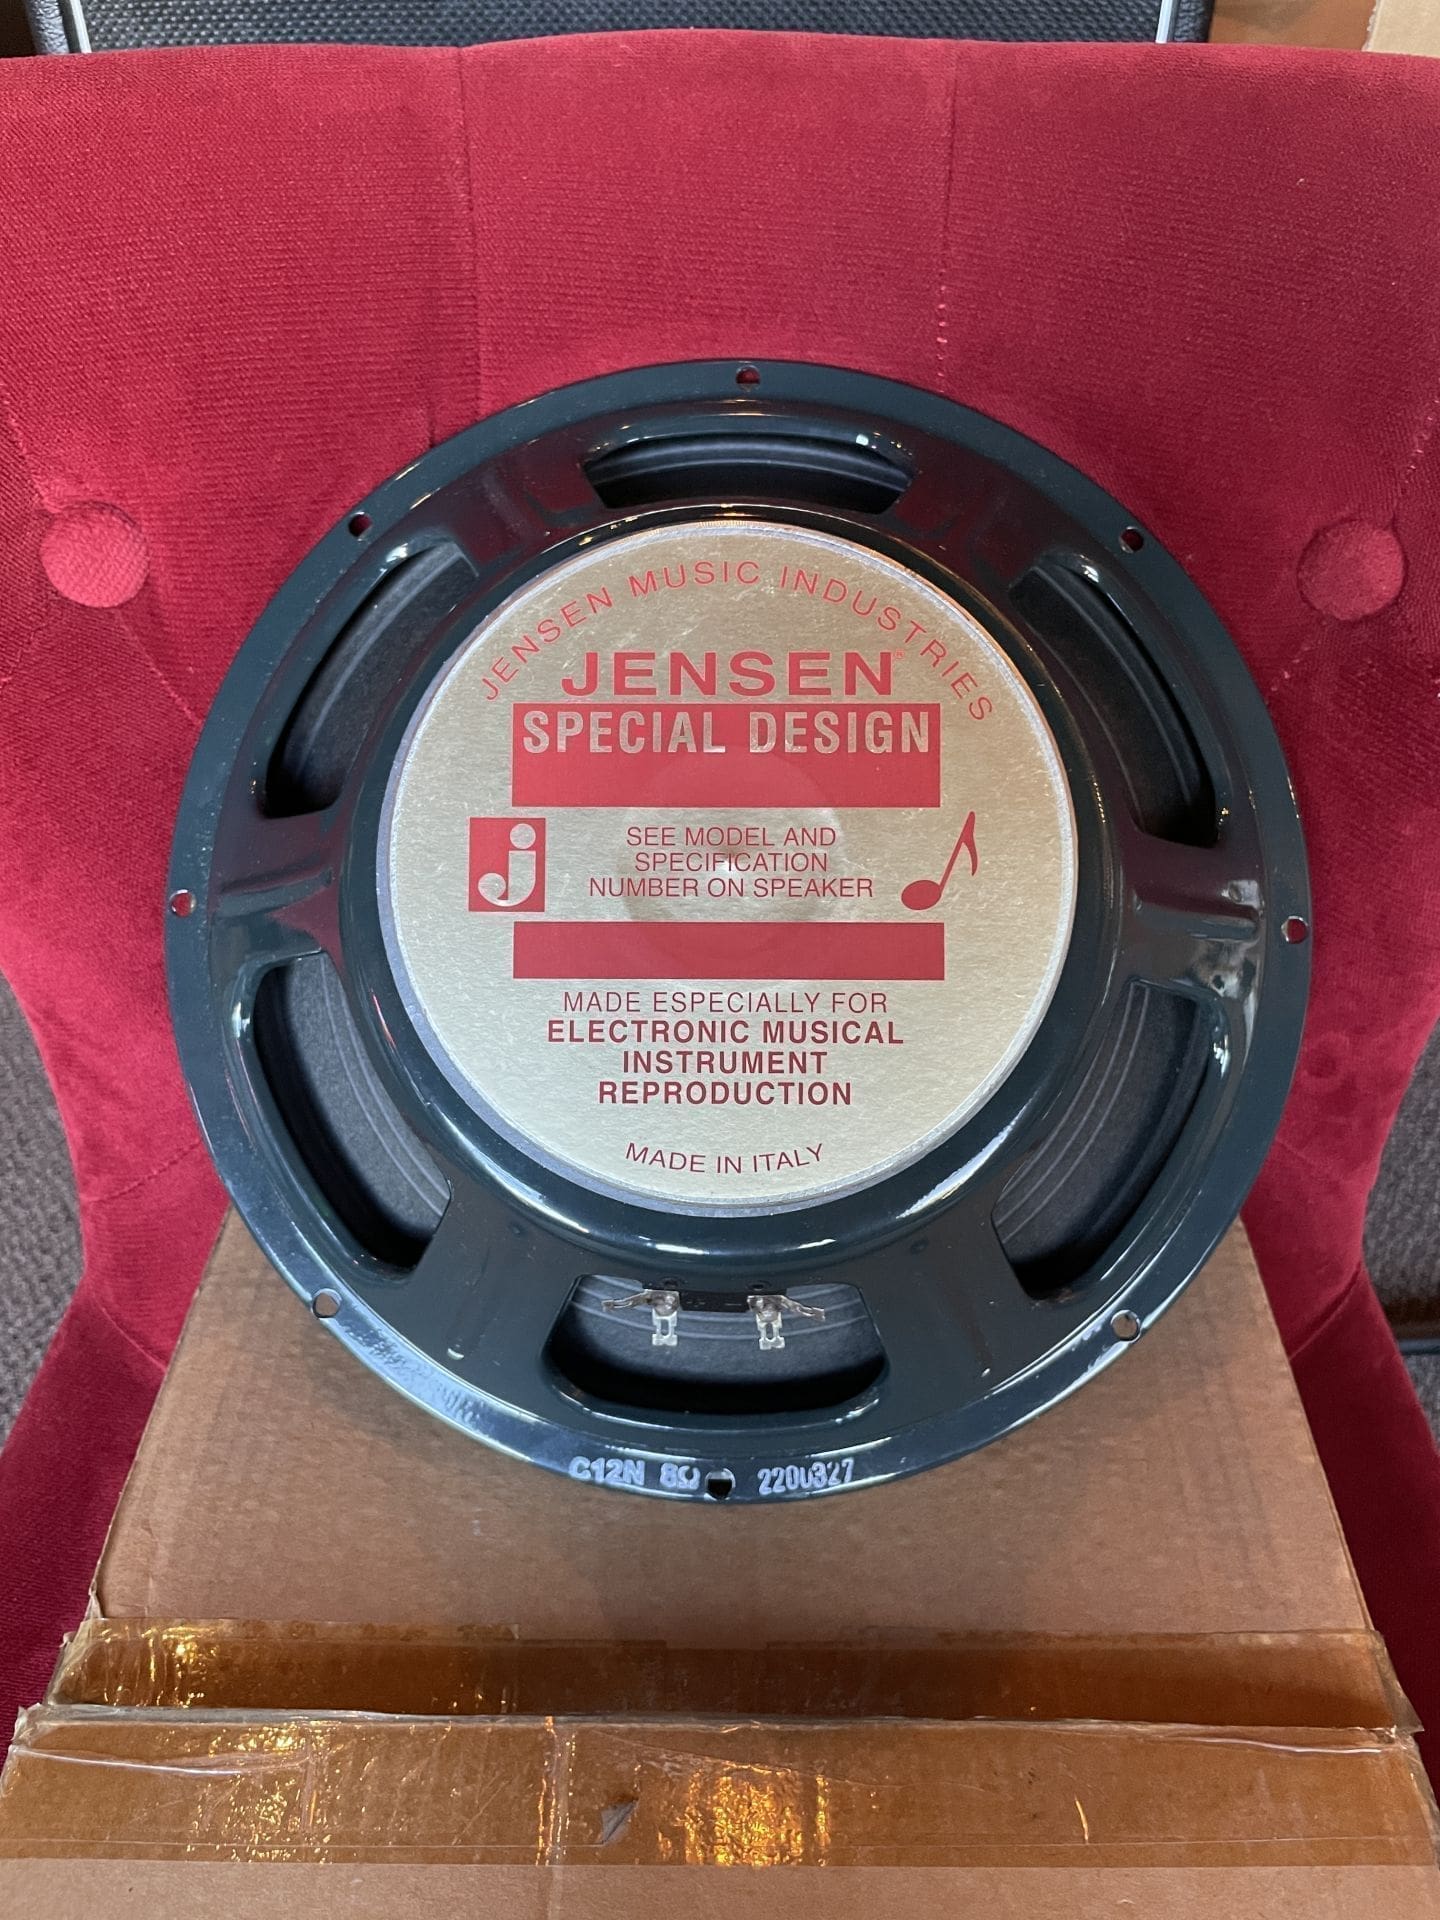 JENSEN MUSIC INDUSTRIES
JENSEN®
SPECIAL DESIGN
j
SEE MODEL AND
SPECIFICATION
NUMBER ON SPEAKER
MADE ESPECIALLY FOR
ELECTRONIC MUSICAL
INSTRUMENT
REPRODUCTION
MADE IN ITALY
C12N 8Ω 2200327